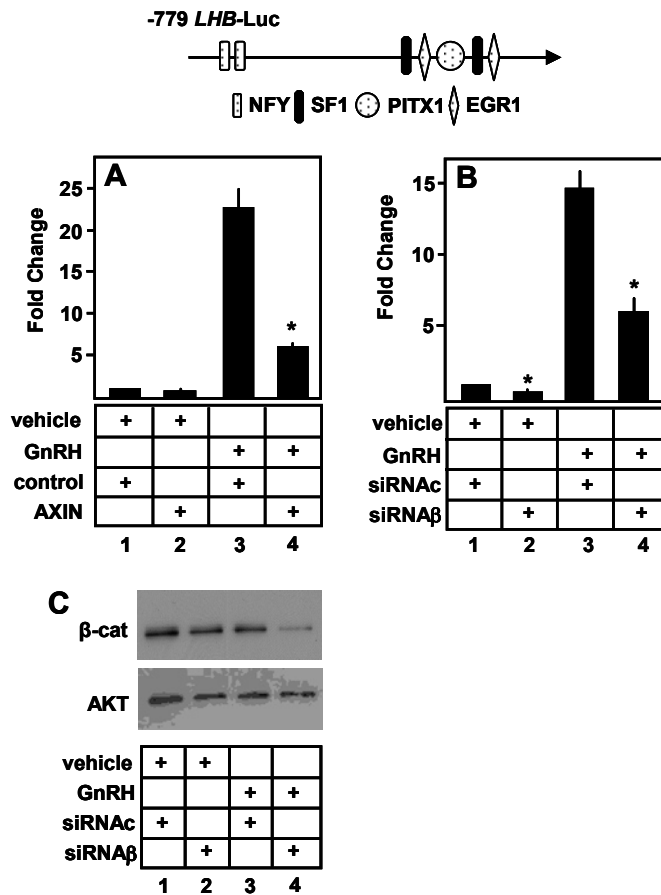 -779 LHB-Luc
NFY SF1 PITX1 EGR1
A
Fold Change
25
20
15
10
5
*
vehicle + +
GnRH + +
control + +
AXIN + +
1 2 3 4
B
Fold Change
15
10
5
* *
vehicle + +
GnRH + +
siRNAc + +
siRNAβ + +
1 2 3 4
C
β-cat
AKT
vehicle + +
GnRH + +
siRNAc + +
siRNAβ + +
1 2 3 4